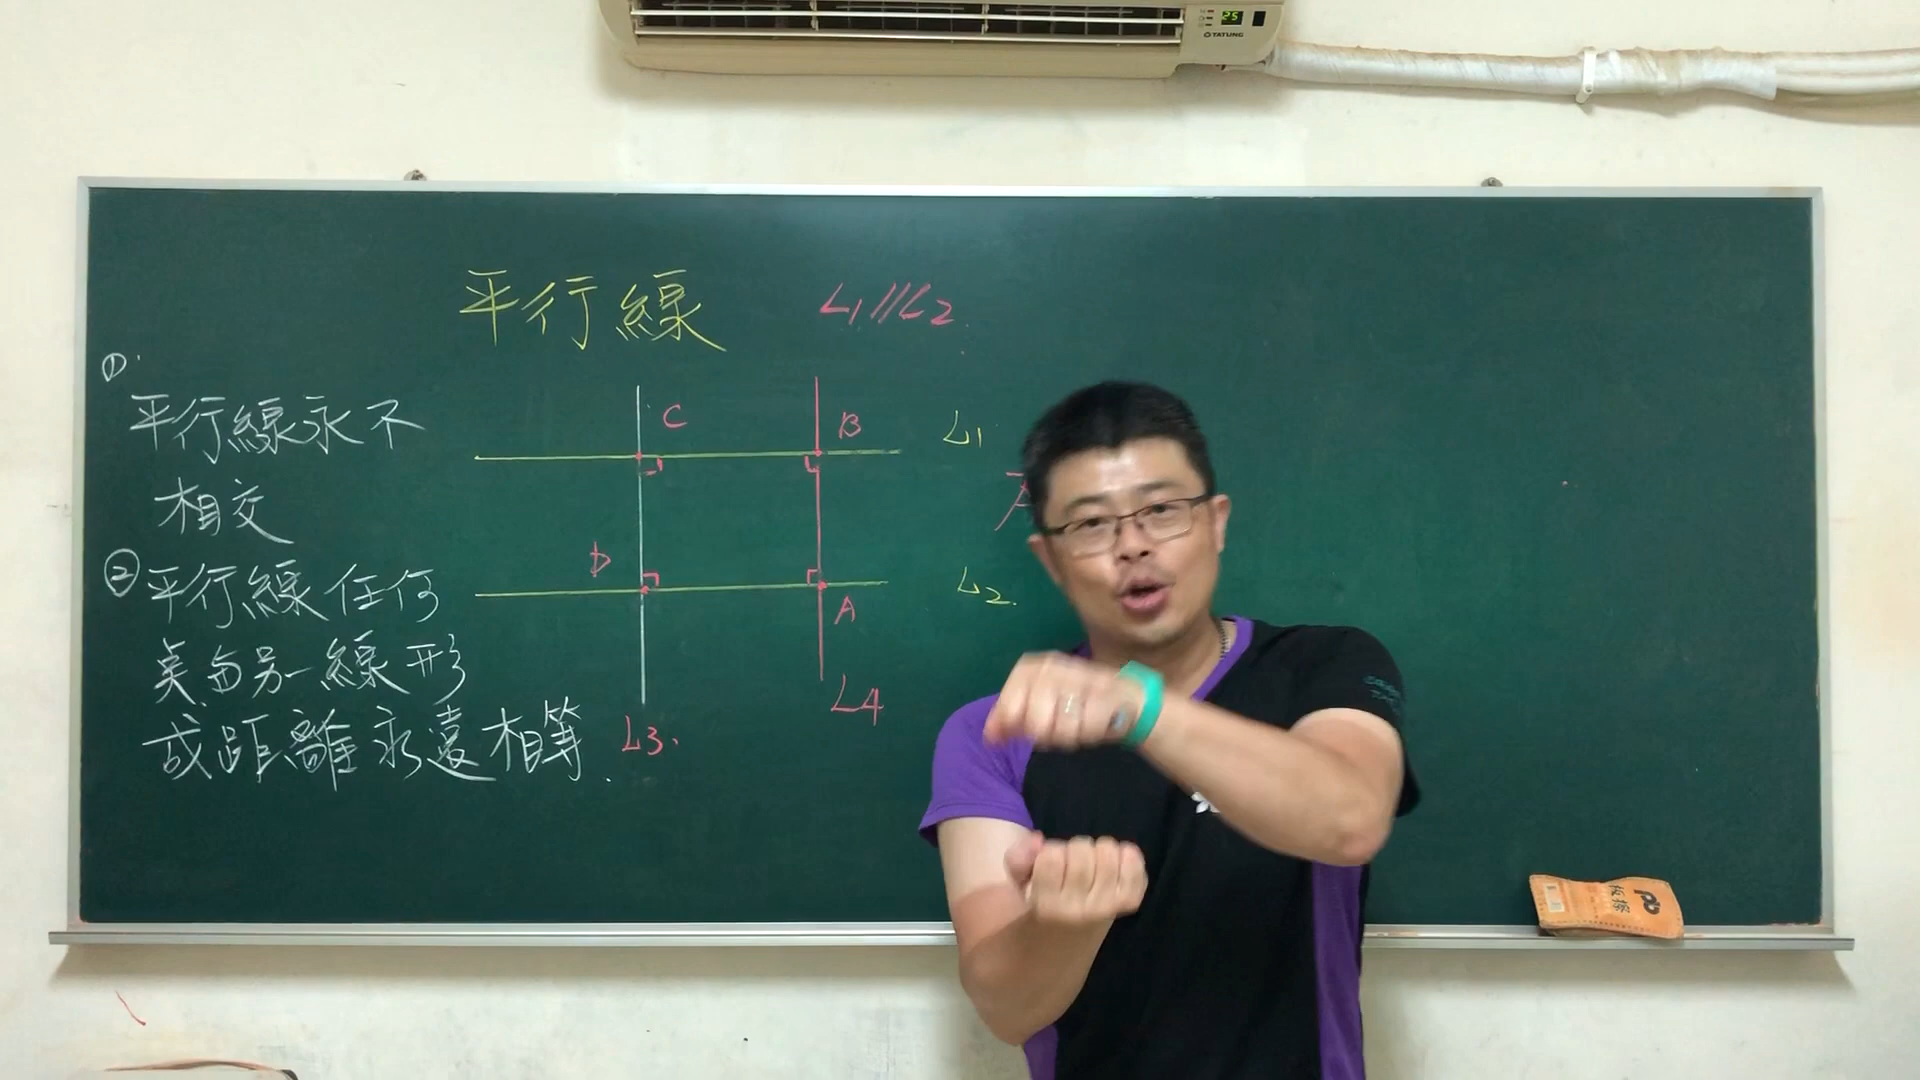 25
TATUNG
平行線 L1//L2
①
平行線永不
相交
②平行線任何
與另一線形
成距離永遠相等.
C B L1
D A L2.
L3. L4